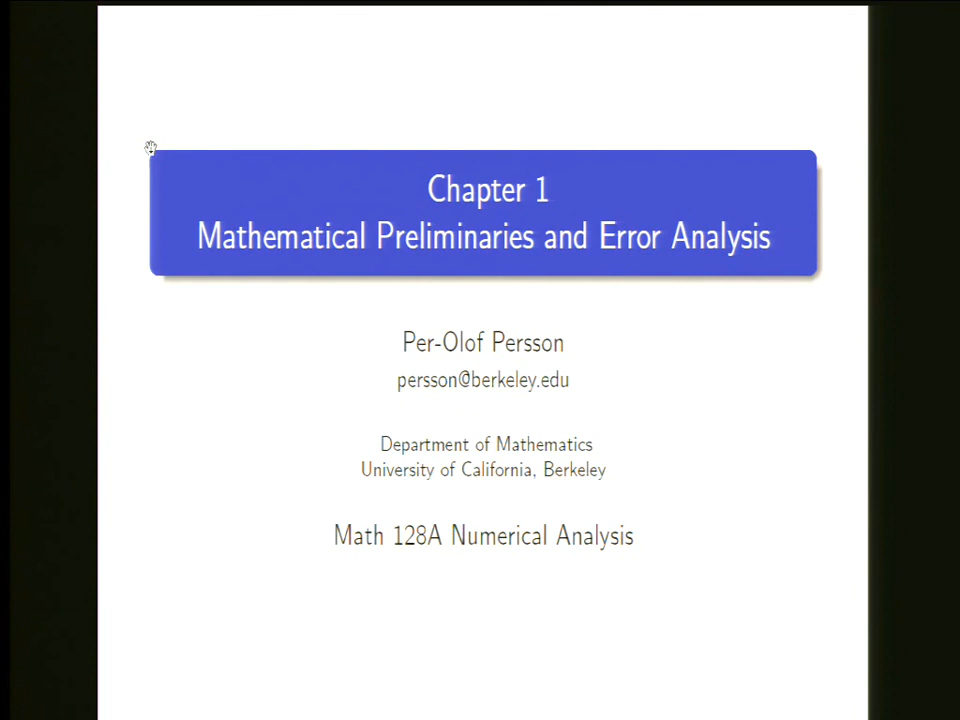 Chapter 1
Mathematical Preliminaries and Error Analysis
Per-Olof Persson
persson@berkeley.edu
Department of Mathematics
University of California, Berkeley
Math 128A Numerical Analysis